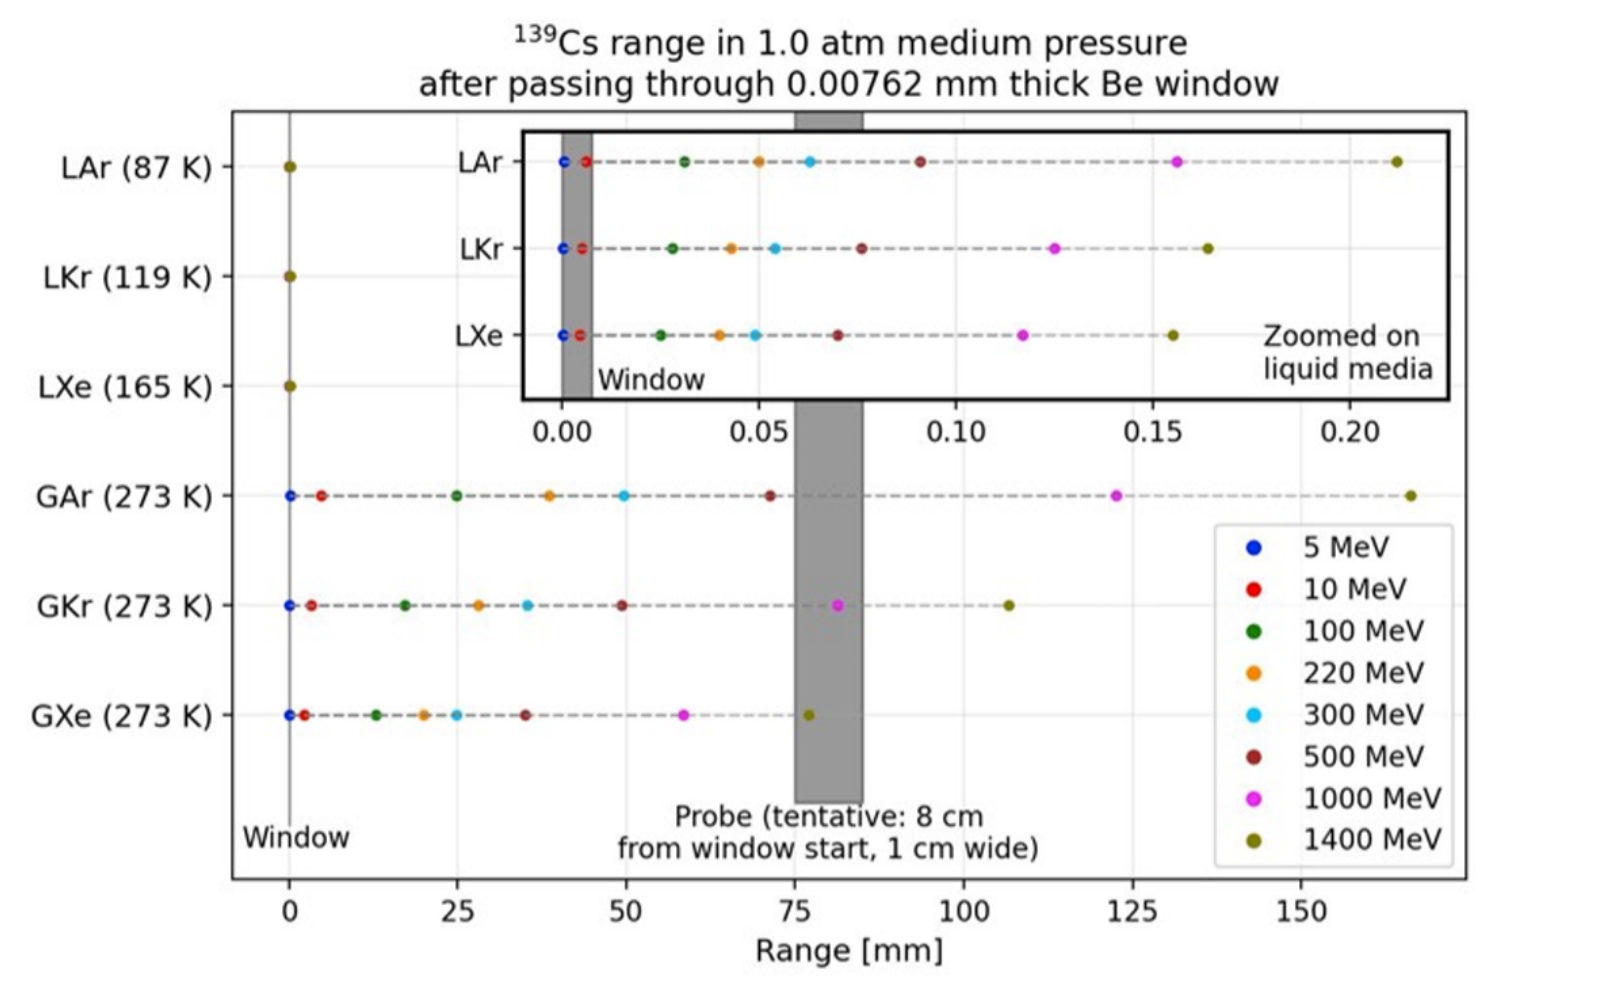 ¹³⁹Cs range in 1.0 atm medium pressure
after passing through 0.00762 mm thick Be window
LAr (87 K)
LKr (119 K)
LXe (165 K)
GAr (273 K)
GKr (273 K)
GXe (273 K)
LAr
LKr
LXe
Window
Zoomed on
liquid media
0.00 0.05 0.10 0.15 0.20
5 MeV
10 MeV
100 MeV
220 MeV
300 MeV
500 MeV
1000 MeV
1400 MeV
Window
Probe (tentative: 8 cm
from window start, 1 cm wide)
0 25 50 75 100 125 150
Range [mm]